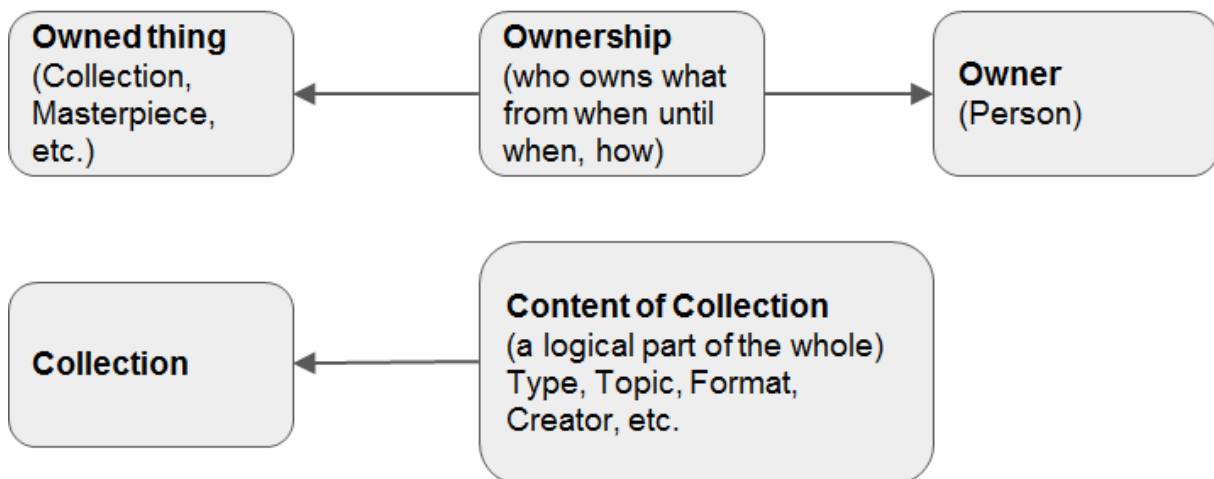 Owned thing
(Collection,
Masterpiece,
etc.)
Ownership
(who owns what
from when until
when, how)
Owner
(Person)
Collection
Content of Collection
(a logical part of the whole)
Type, Topic, Format,
Creator, etc.